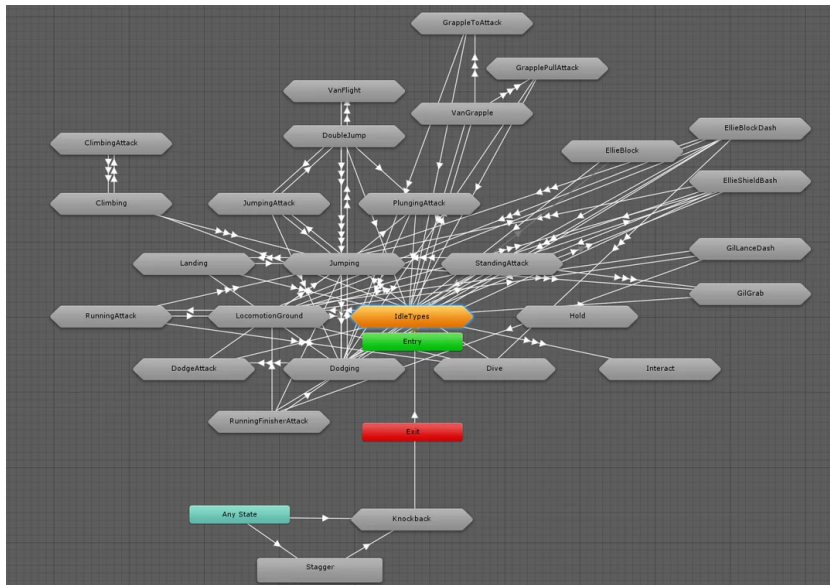 GrappleToAttack
GrapplePullAttack
VanFlight
VanGrapple
DoubleJump
EllieBlockDash
ClimbingAttack
EllieBlock
EllieShieldBash
Climbing
JumpingAttack
PlungingAttack
GilLanceDash
Landing
Jumping
StandingAttack
GilGrab
RunningAttack
LocomotionGround
IdleTypes
Hold
Entry
DodgeAttack
Dodging
Dive
Interact
RunningFinisherAttack
Exit
Any State
Knockback
Stagger